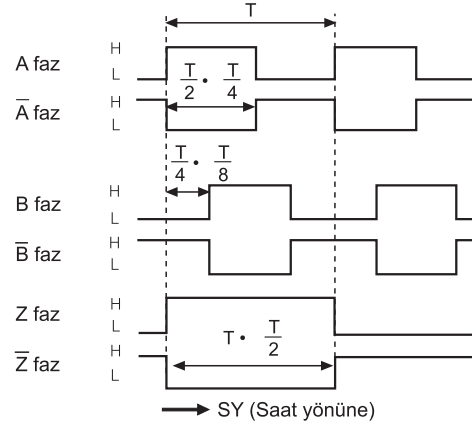 T
A faz H
L
A̅ faz H
L
T/2 • T/4
T/4 • T/8
B faz H
L
B̅ faz H
L
Z faz H
L
Z̅ faz H
L
T • T/2
SY (Saat yönüne)